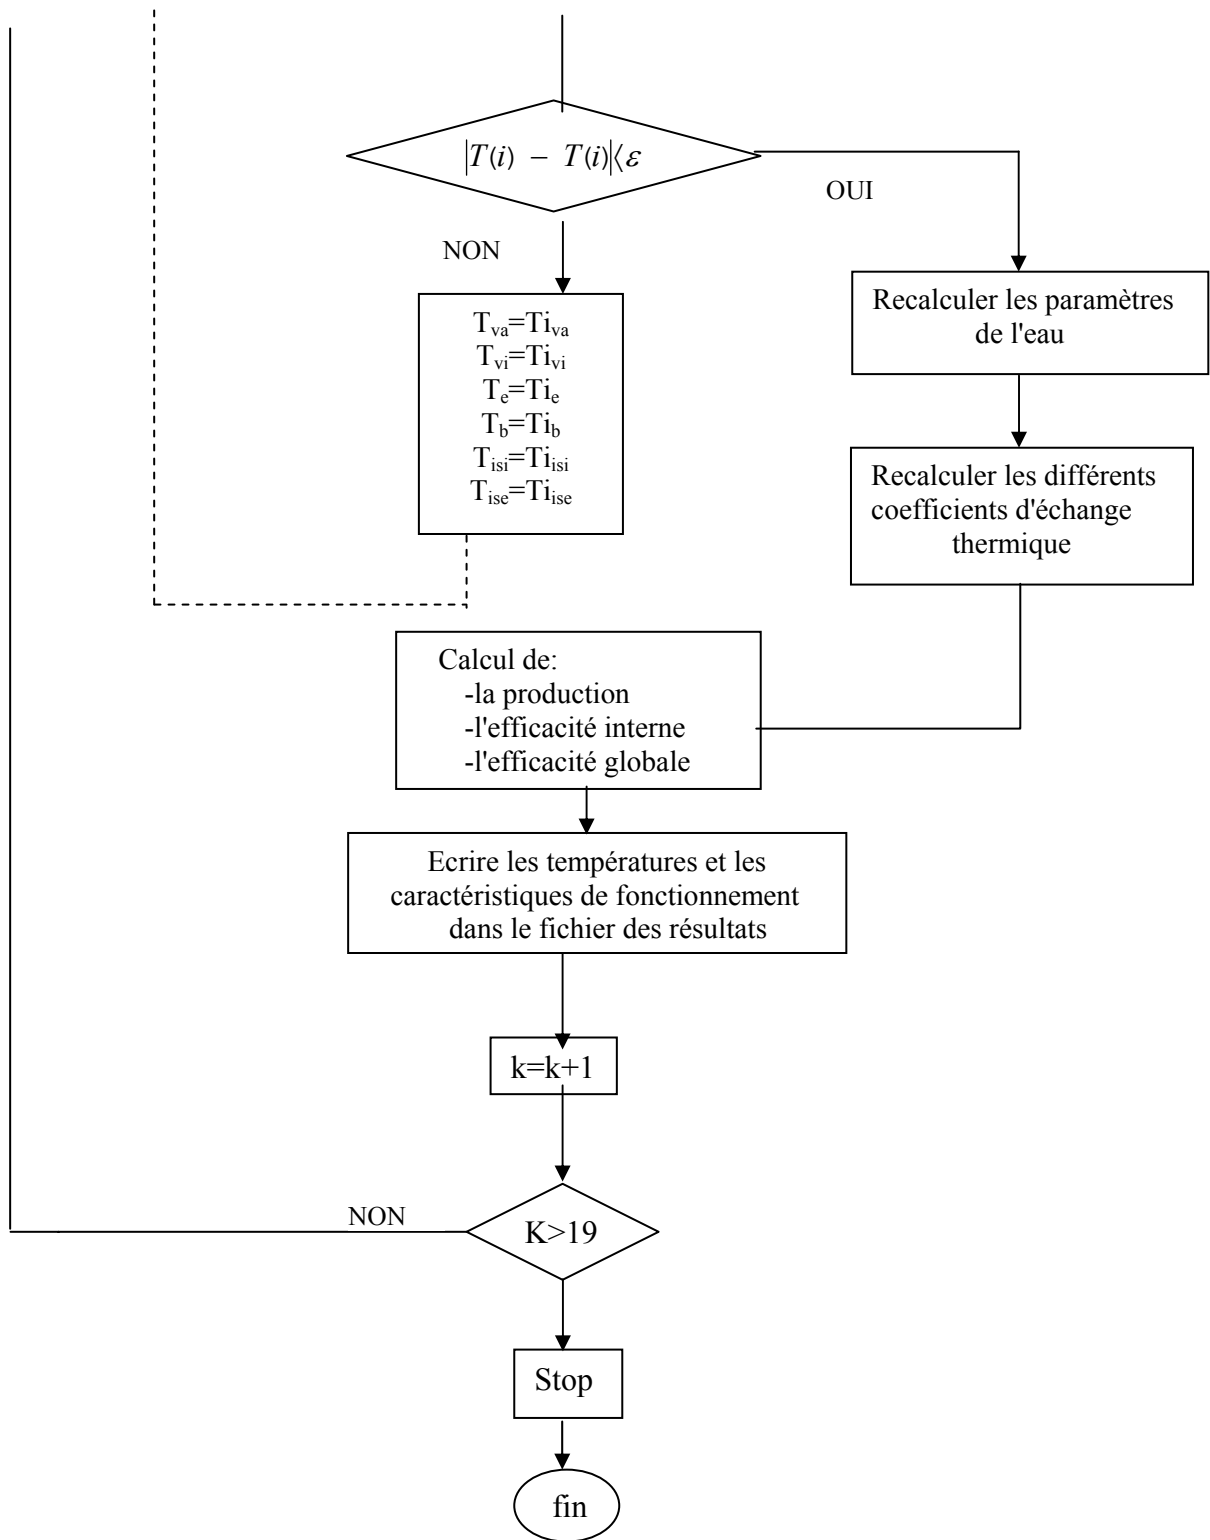 |T(i) − T(i)|⟨ε
OUI
NON
T_va=Ti_va
T_vi=Ti_vi
T_e=Ti_e
T_b=Ti_b
T_isi=Ti_isi
T_ise=Ti_ise
Recalculer les paramètres
de l'eau
Recalculer les différents
coefficients d'échange
thermique
Calcul de:
-la production
-l'efficacité interne
-l'efficacité globale
Ecrire les températures et les
caractéristiques de fonctionnement
dans le fichier des résultats
k=k+1
NON
K>19
Stop
fin